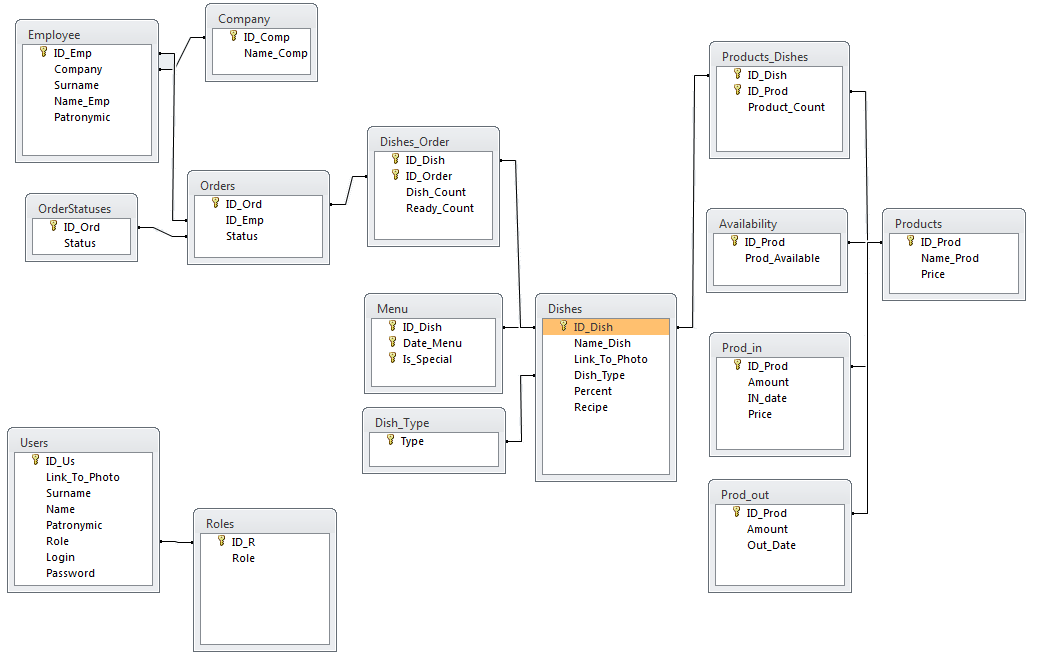 Employee
ID_Emp
Company
Surname
Name_Emp
Patronymic
Company
ID_Comp
Name_Comp
OrderStatuses
ID_Ord
Status
Orders
ID_Ord
ID_Emp
Status
Dishes_Order
ID_Dish
ID_Order
Dish_Count
Ready_Count
Menu
ID_Dish
Date_Menu
Is_Special
Dish_Type
Type
Dishes
ID_Dish
Name_Dish
Link_To_Photo
Dish_Type
Percent
Recipe
Products_Dishes
ID_Dish
ID_Prod
Product_Count
Availability
ID_Prod
Prod_Available
Products
ID_Prod
Name_Prod
Price
Prod_in
ID_Prod
Amount
IN_date
Price
Prod_out
ID_Prod
Amount
Out_Date
Users
ID_Us
Link_To_Photo
Surname
Name
Patronymic
Role
Login
Password
Roles
ID_R
Role